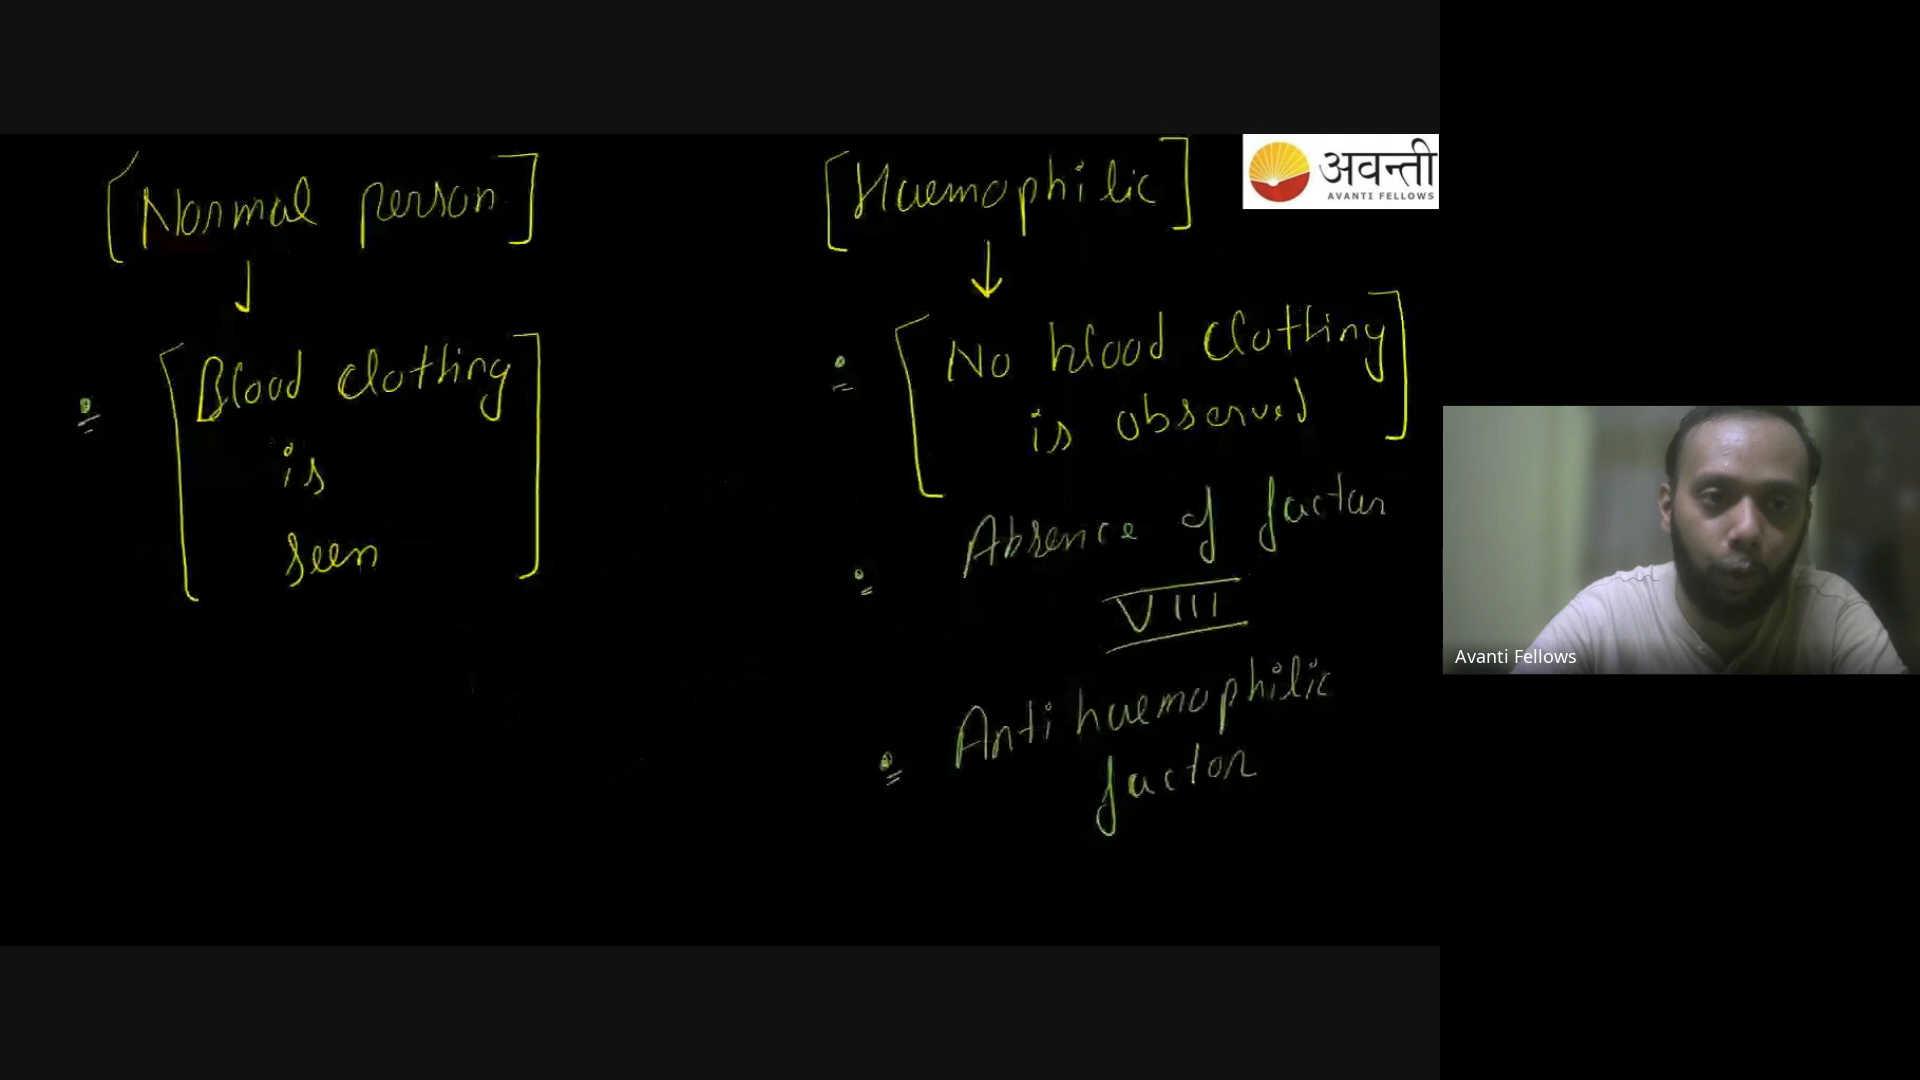 [Normal person]
↓
[Blood clothing
is
seen]
[Haemophilic]
↓
[No blood clothing
is observed]
Absence of factor
VIII
Anti haemophilic
factor
अवन्ती
AVANTI FELLOWS
Avanti Fellows